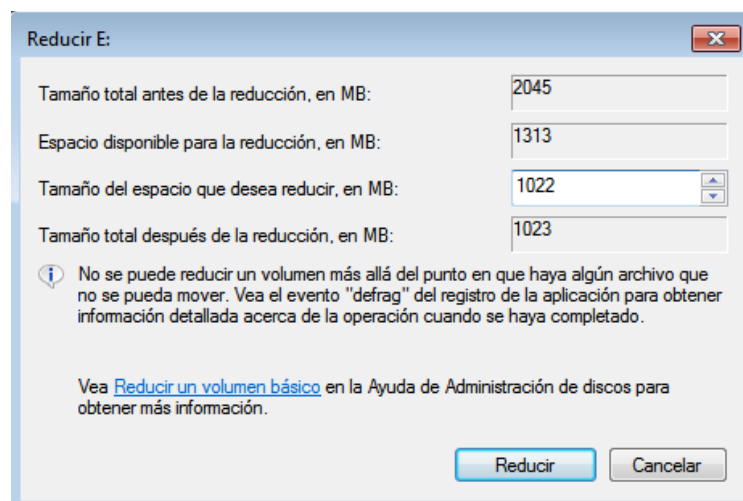 Reducir E:
Tamaño total antes de la reducción, en MB: 2045
Espacio disponible para la reducción, en MB: 1313
Tamaño del espacio que desea reducir, en MB: 1022
Tamaño total después de la reducción, en MB: 1023
No se puede reducir un volumen más allá del punto en que haya algún archivo que
no se pueda mover. Vea el evento "defrag" del registro de la aplicación para obtener
información detallada acerca de la operación cuando se haya completado.
Vea Reducir un volumen básico en la Ayuda de Administración de discos para
obtener más información.
Reducir Cancelar